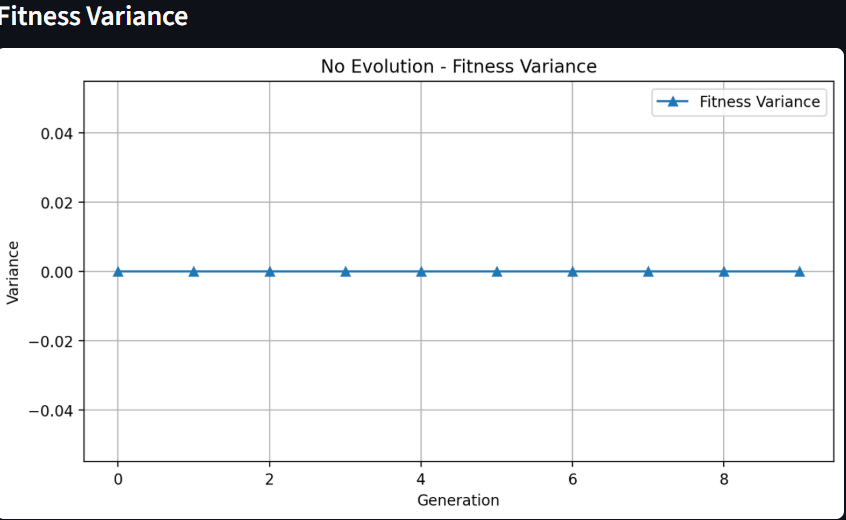 Fitness Variance
No Evolution - Fitness Variance
Fitness Variance
0.04
0.02
0.00
−0.02
−0.04
Variance
0 2 4 6 8
Generation